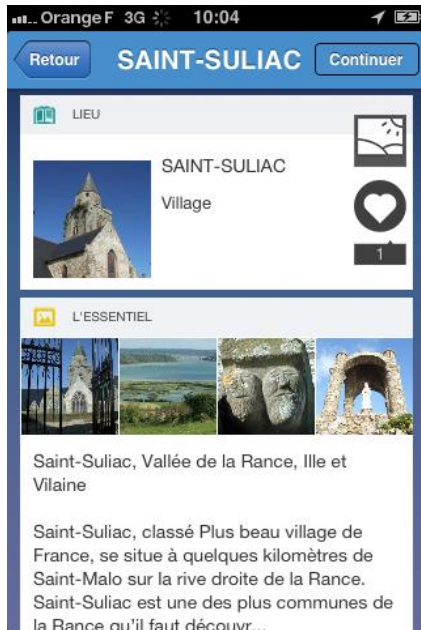 Orange F 3G 10:04
Retour SAINT-SULIAC Continuer
LIEU
SAINT-SULIAC
Village
1
L'ESSENTIEL
Saint-Suliac, Vallée de la Rance, Ille et
Vilaine
Saint-Suliac, classé Plus beau village de
France, se situe à quelques kilomètres de
Saint-Malo sur la rive droite de la Rance.
Saint-Suliac est une des plus communes de
la Rance qu'il faut découvr...